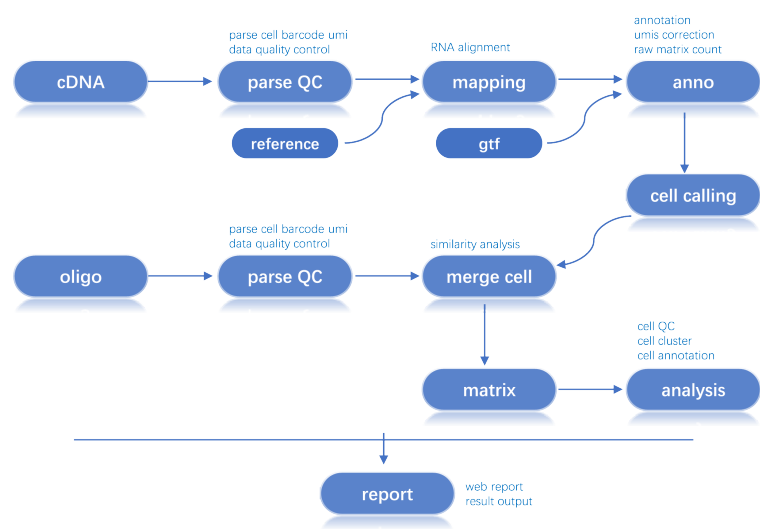 parse cell barcode umi
data quality control
RNA alignment
annotation
umis correction
raw matrix count
cDNA
parse QC
mapping
anno
reference
gtf
cell calling
parse cell barcode umi
data quality control
similarity analysis
oligo
parse QC
merge cell
cell QC
cell cluster
cell annotation
matrix
analysis
report
web report
result output